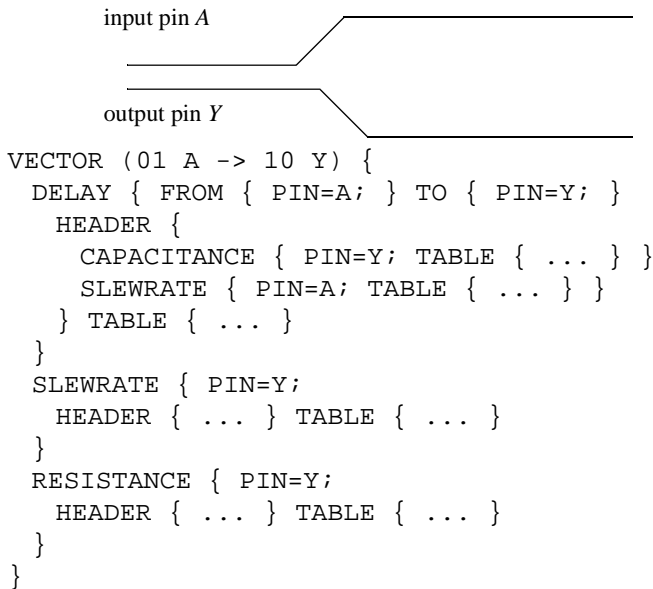 input pin A
output pin Y
VECTOR (01 A -> 10 Y) {
  DELAY { FROM { PIN=A; } TO { PIN=Y; }
    HEADER {
      CAPACITANCE { PIN=Y; TABLE { ... } }
      SLEWRATE { PIN=A; TABLE { ... } }
    } TABLE { ... }
  }
  SLEWRATE { PIN=Y;
    HEADER { ... } TABLE { ... }
  }
  RESISTANCE { PIN=Y;
    HEADER { ... } TABLE { ... }
  }
}